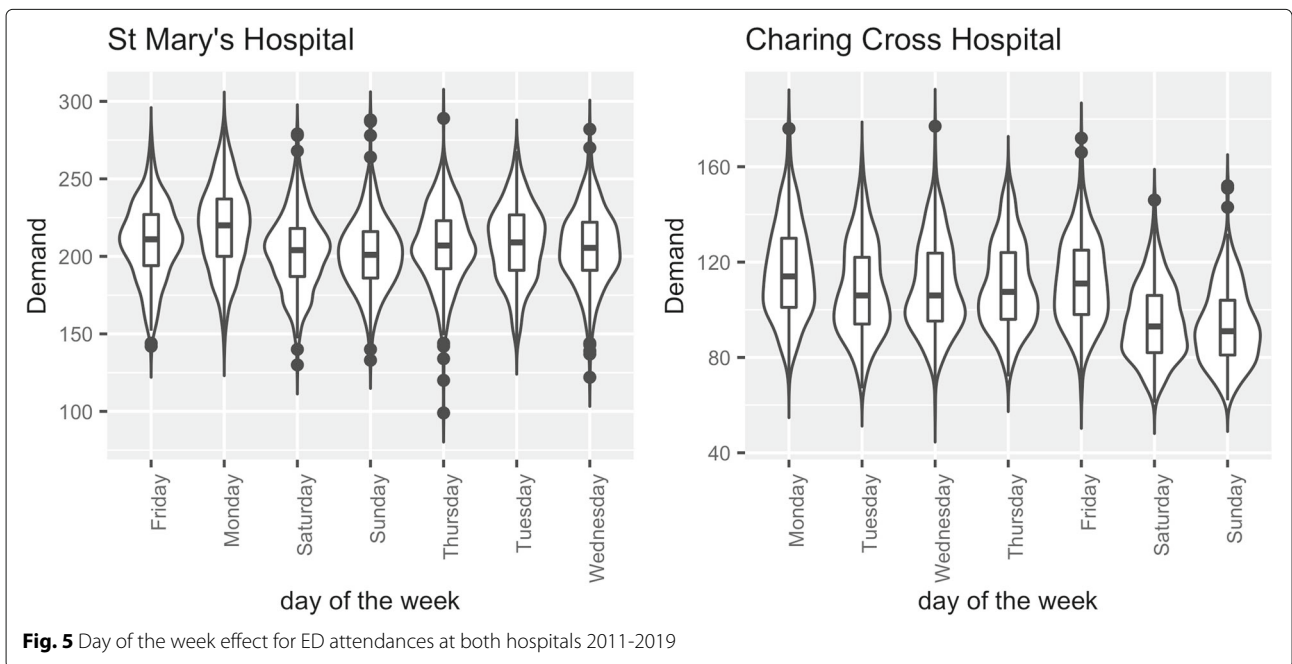 St Mary's Hospital
Demand
300
250
200
150
100
Friday
Monday
Saturday
Sunday
Thursday
Tuesday
Wednesday
day of the week
Charing Cross Hospital
Demand
160
120
80
40
Monday
Tuesday
Wednesday
Thursday
Friday
Saturday
Sunday
day of the week
Fig. 5 Day of the week effect for ED attendances at both hospitals 2011-2019